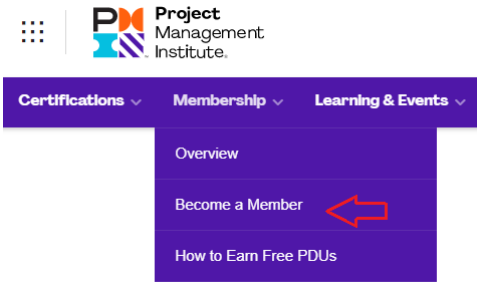 Project
Management
Institute.
Certifications Membership Learning & Events
Overview
Become a Member
How to Earn Free PDUs